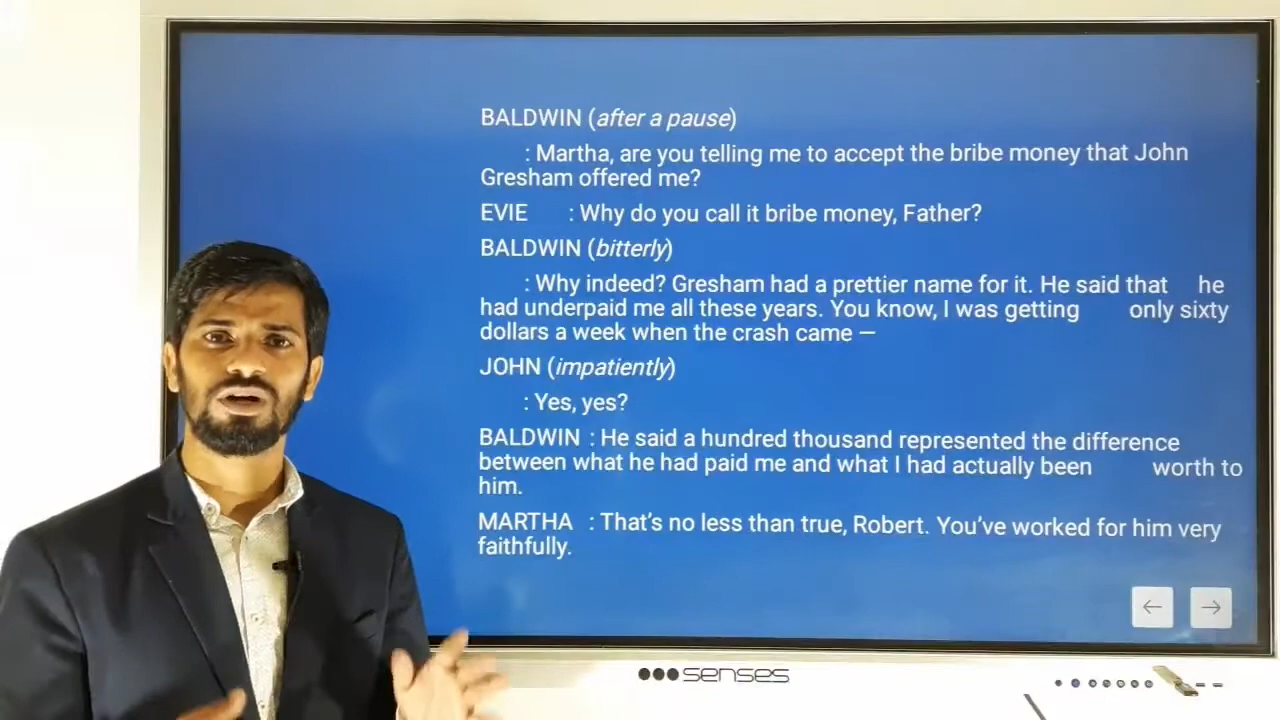 BALDWIN (after a pause)
: Martha, are you telling me to accept the bribe money that John
Gresham offered me?
EVIE : Why do you call it bribe money, Father?
BALDWIN (bitterly)
: Why indeed? Gresham had a prettier name for it. He said that he
had underpaid me all these years. You know, I was getting only sixty
dollars a week when the crash came —
JOHN (impatiently)
: Yes, yes?
BALDWIN : He said a hundred thousand represented the difference
between what he had paid me and what I had actually been worth to
him.
MARTHA : That's no less than true, Robert. You've worked for him very
faithfully.
senses